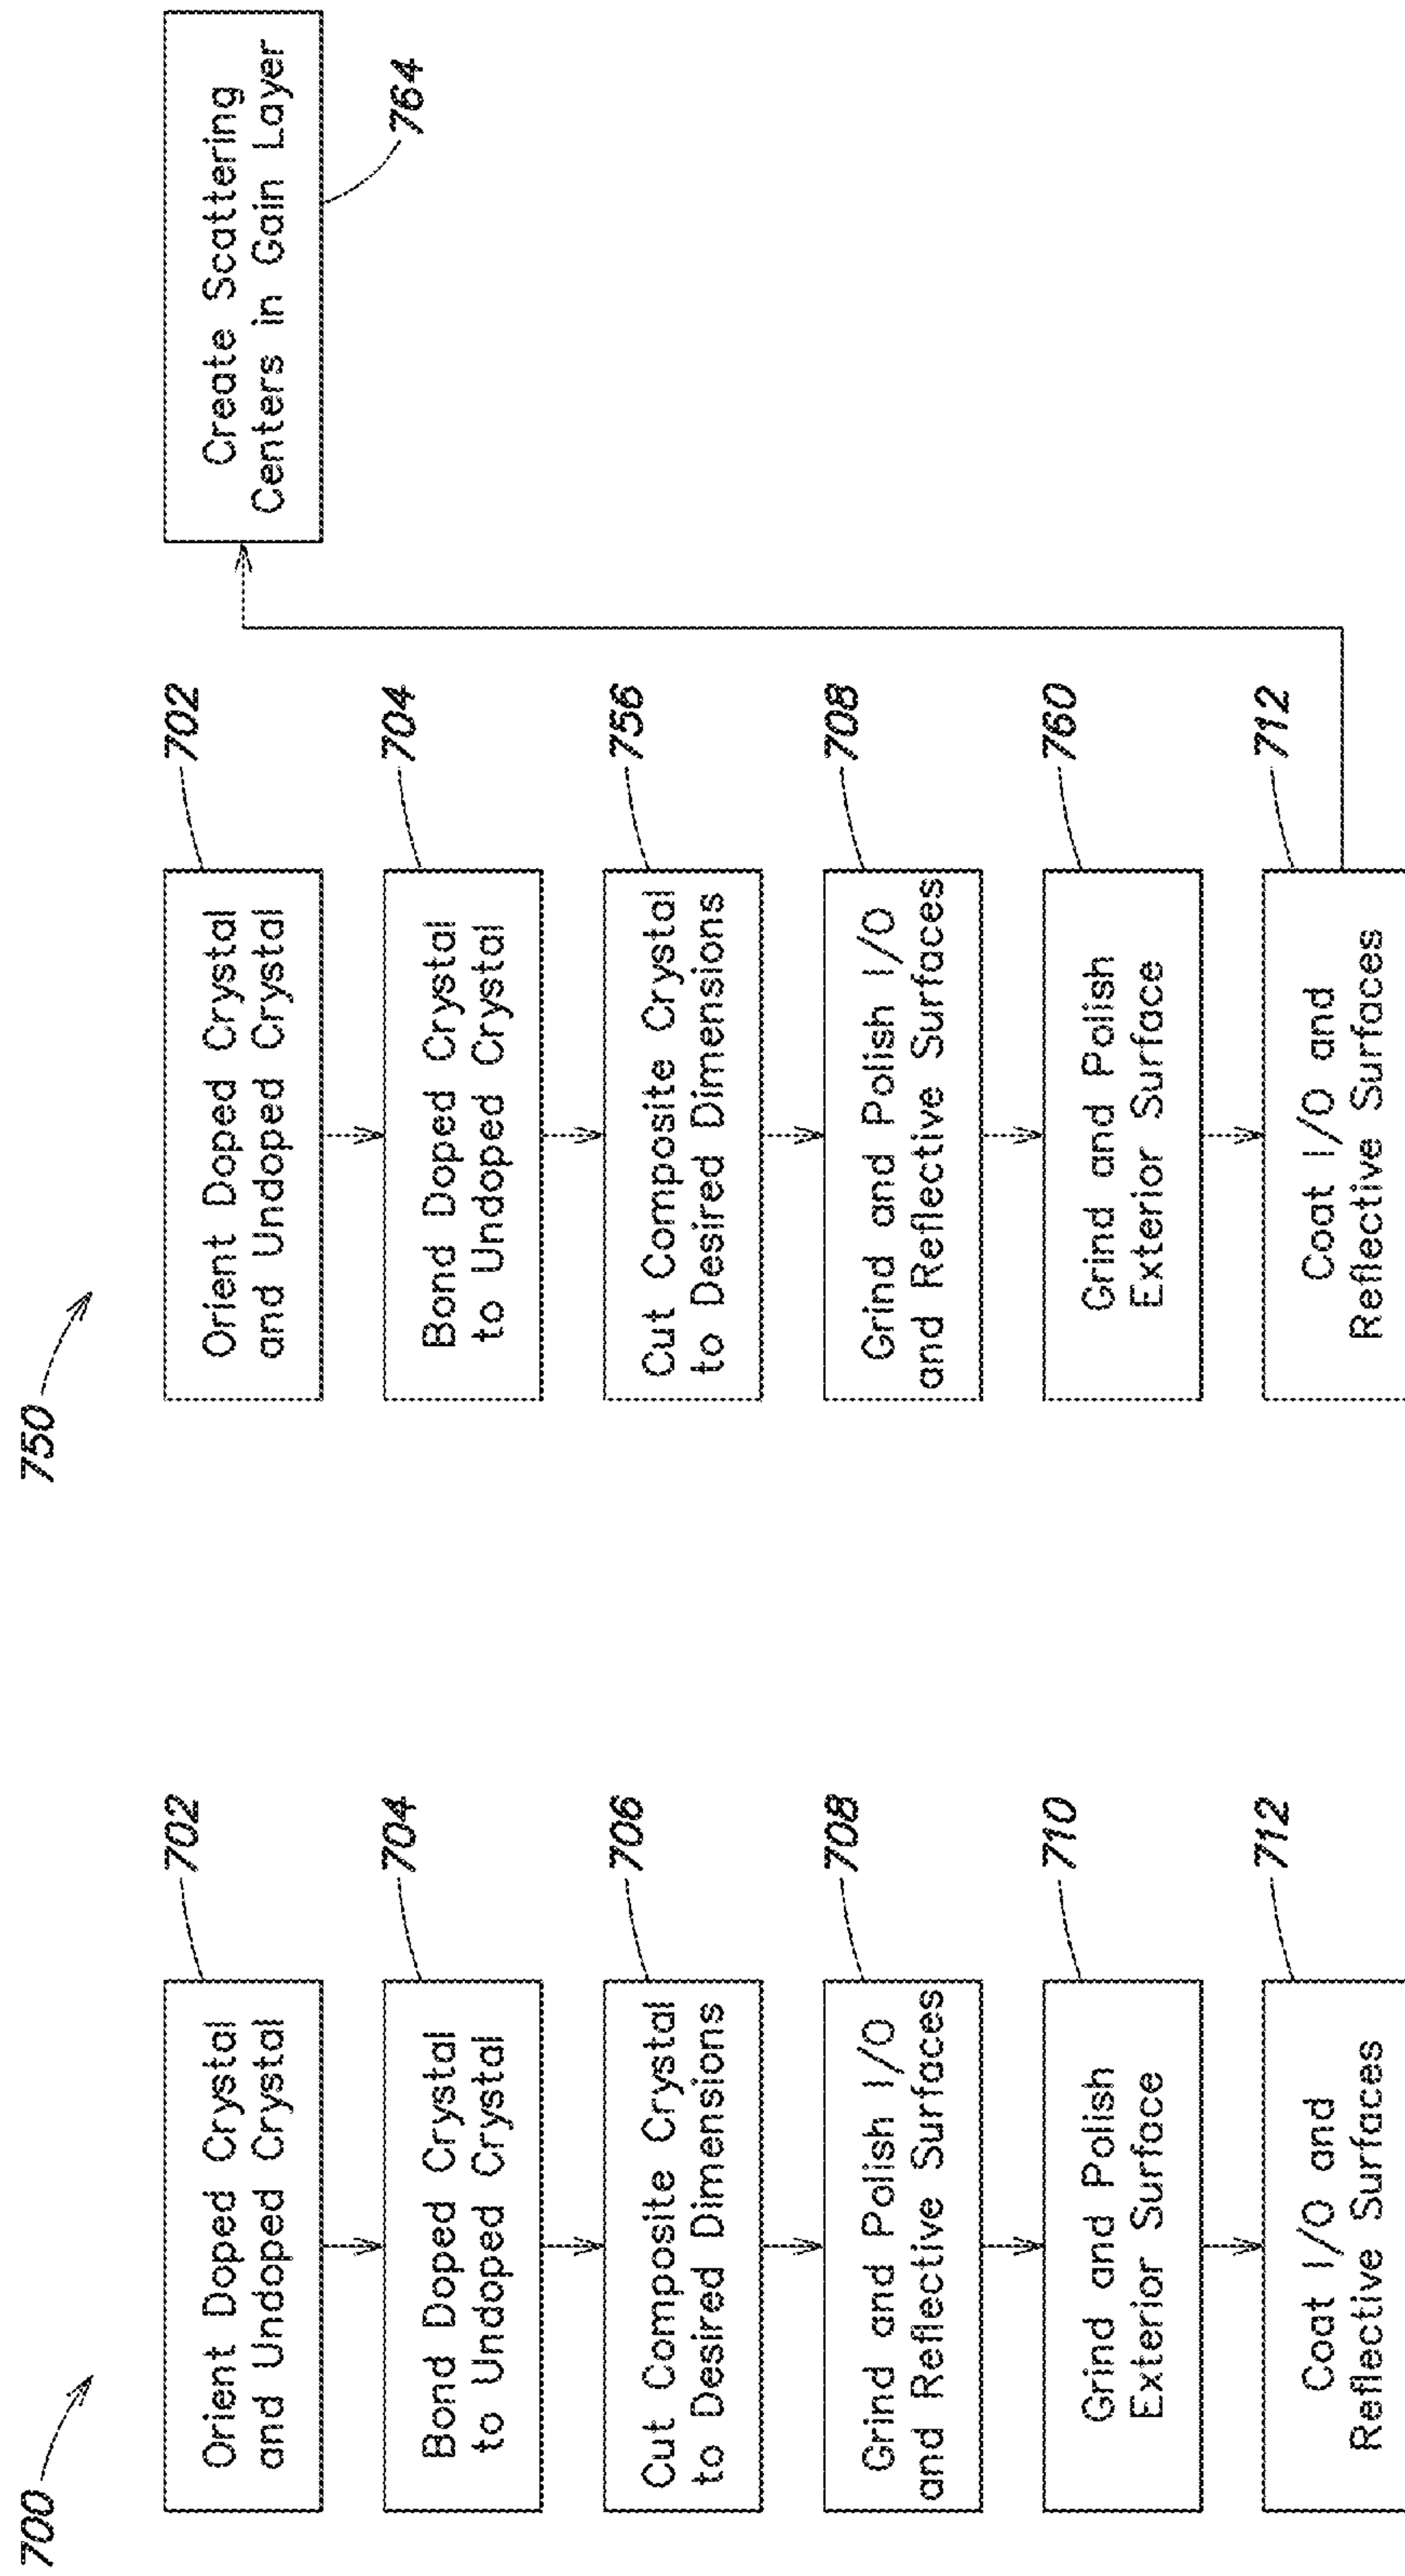 700
Orient Doped Crystal
and Undoped Crystal
702
Bond Doped Crystal
to Undoped Crystal
704
Cut Composite Crystal
to Desired Dimensions
706
Grind and Polish I/O
and Reflective Surfaces
708
Grind and Polish
Exterior Surface
710
Coat I/O and
Reflective Surfaces
712
750
Orient Doped Crystal
and Undoped Crystal
702
Bond Doped Crystal
to Undoped Crystal
704
Cut Composite Crystal
to Desired Dimensions
756
Grind and Polish I/O
and Reflective Surfaces
708
Grind and Polish
Exterior Surface
760
Coat I/O and
Reflective Surfaces
712
Create Scattering
Centers in Gain Layer
764